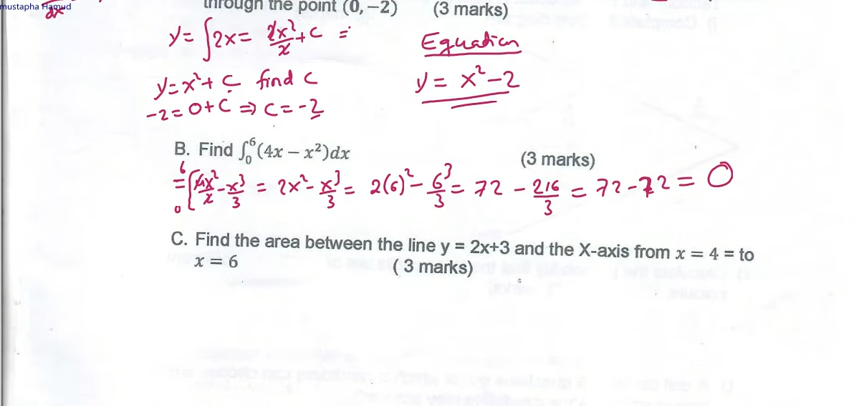 mustapha Hamud
dx
through the point (0, –2) (3 marks)
y = ∫2x = 2x²/2 + C =
Equation
y = x² + C find C
y = x² – 2
-2 = 0 + C ⇒ C = -2
B. Find ∫₀⁶(4x – x²)dx
(3 marks)
= ₀⁶[4x²/2 - x³/3 = 2x² - x³/3 = 2(6)² - 6³/3 = 72 - 216/3 = 72 - 72 = 0
C. Find the area between the line y = 2x+3 and the X-axis from x = 4 = to
x = 6 ( 3 marks)